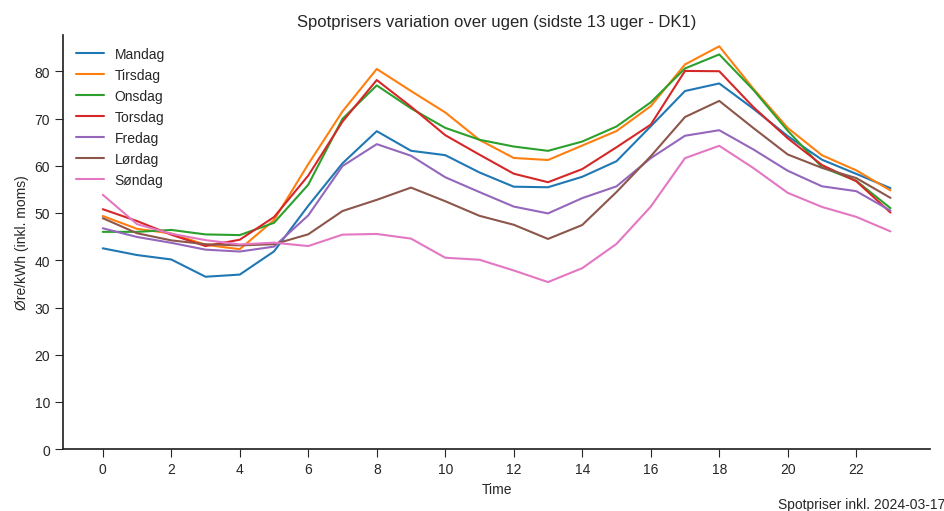 Spotprisers variation over ugen (sidste 13 uger - DK1)
Mandag
Tirsdag
Onsdag
Torsdag
Fredag
Lørdag
Søndag
Øre/kWh (inkl. moms)
80
70
60
50
40
30
20
10
0
0 2 4 6 8 10 12 14 16 18 20 22
Time
Spotpriser inkl. 2024-03-17